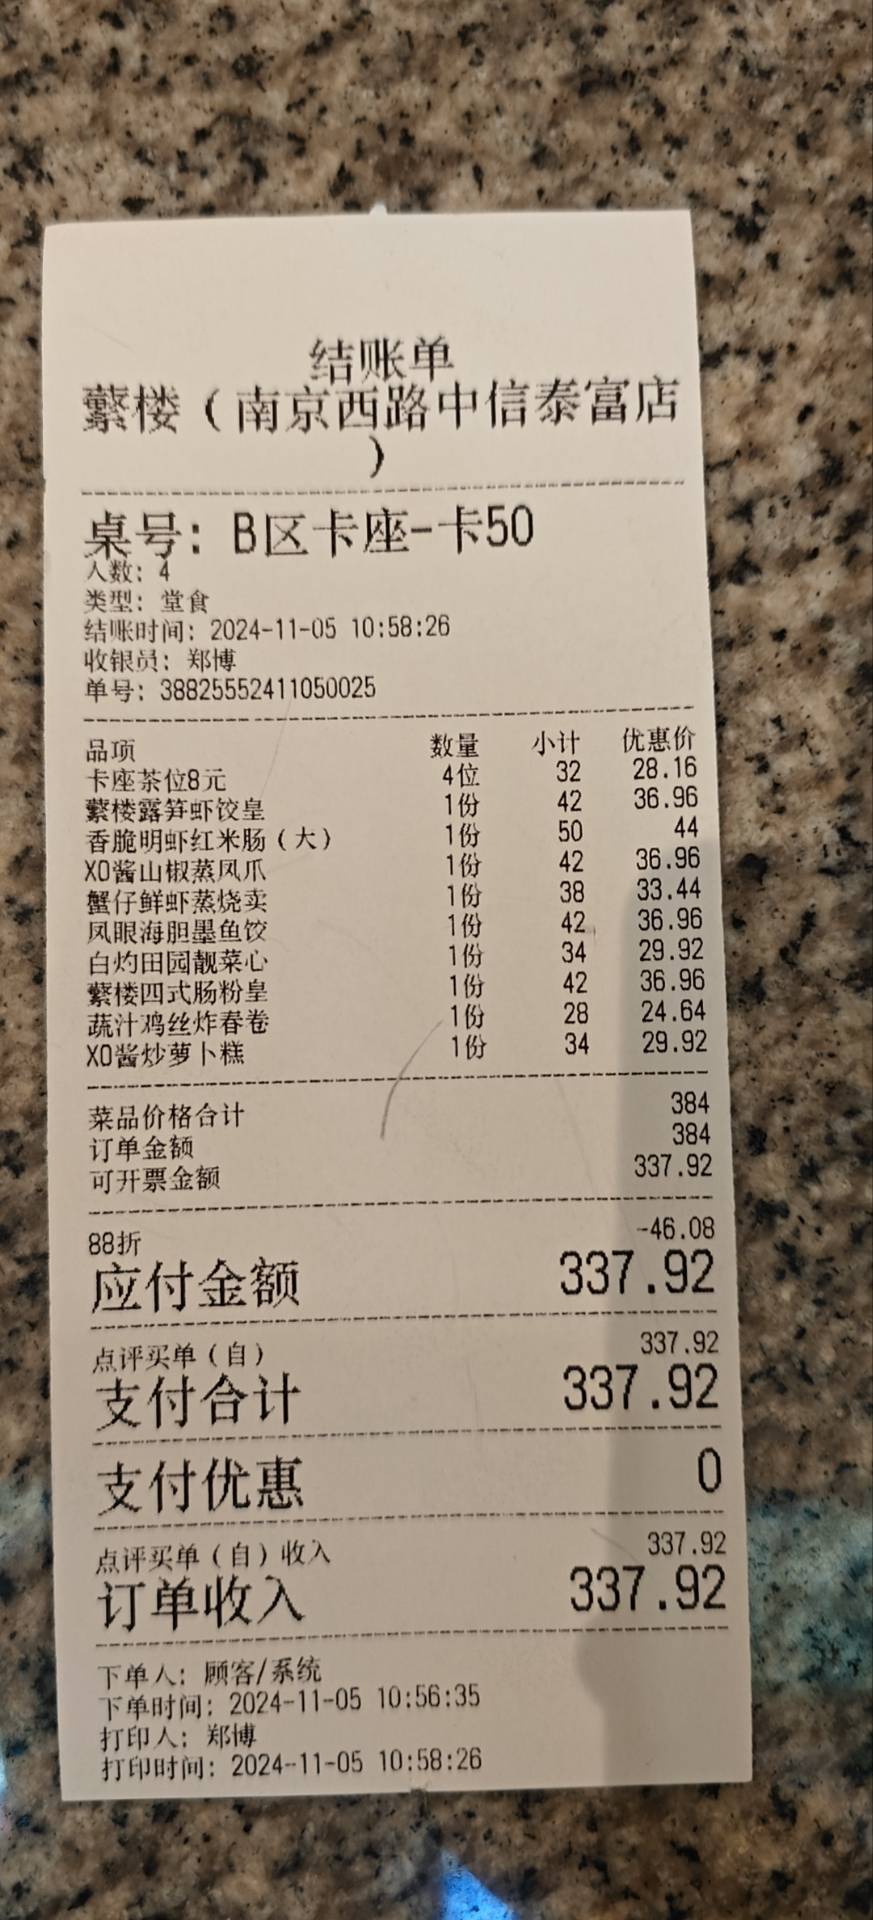 结账单
蘩楼（南京西路中信泰富店
）
桌号: B区卡座-卡50
人数: 4
类型: 堂食
结账时间: 2024-11-05 10:58:26
收银员: 郑博
单号: 38825552411050025
品项 数量 小计 优惠价
卡座茶位8元 4位 32 28.16
蘩楼露笋虾饺皇 1份 42 36.96
香脆明虾红米肠（大） 1份 50 44
XO酱山椒蒸凤爪 1份 42 36.96
蟹仔鲜虾蒸烧卖 1份 38 33.44
凤眼海胆墨鱼饺 1份 42 36.96
白灼田园靓菜心 1份 34 29.92
蘩楼四式肠粉皇 1份 42 36.96
蔬汁鸡丝炸春卷 1份 28 24.64
XO酱炒萝卜糕 1份 34 29.92
菜品价格合计 384
订单金额 384
可开票金额 337.92
88折 -46.08
应付金额 337.92
点评买单（自） 337.92
支付合计 337.92
支付优惠 0
点评买单（自）收入 337.92
订单收入 337.92
下单人: 顾客/系统
下单时间: 2024-11-05 10:56:35
打印人: 郑博
打印时间: 2024-11-05 10:58:26